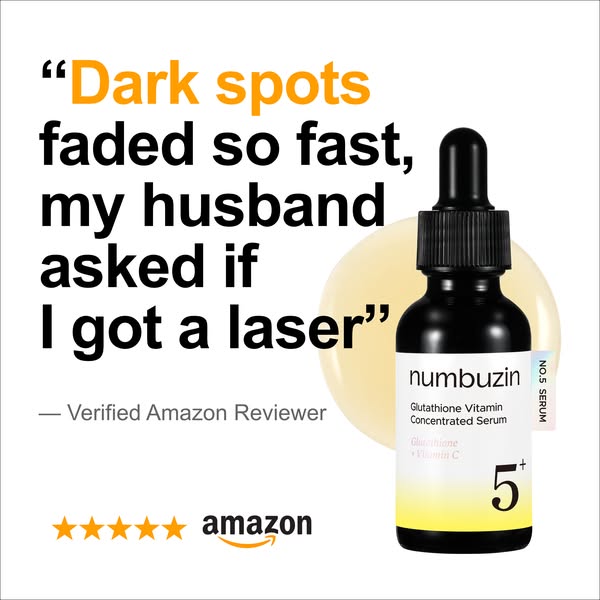 “Dark spots
faded so fast,
my husband
asked if
I got a laser”
— Verified Amazon Reviewer
amazon
numbuzin
Glutathione Vitamin
Concentrated Serum
Glutathione
+ Vitamin C
5+
NO.5 SERUM